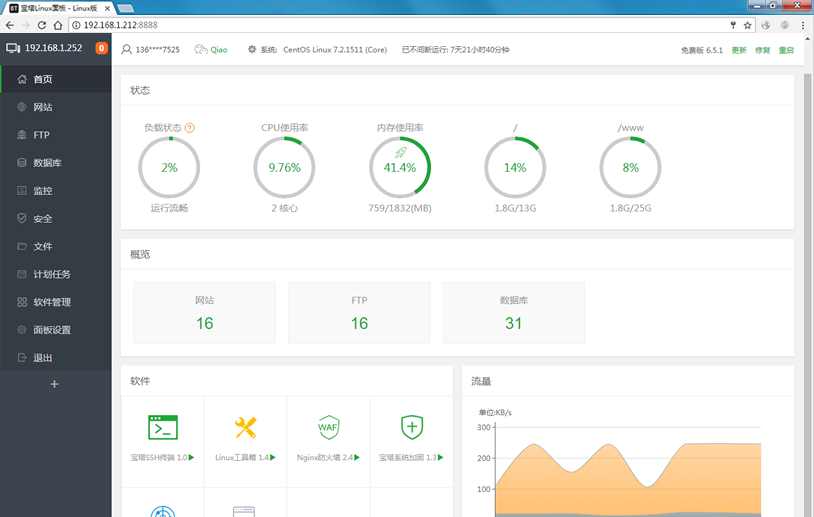 宝塔Linux面板 - Linux版
192.168.1.212:8888
192.168.1.252
0
136****7525
Qiao
系统: CentOS Linux 7.2.1511 (Core)
已不间断运行: 7天21小时40分钟
免费版 6.5.1
更新
修复
重启
首页
网站
FTP
数据库
监控
安全
文件
计划任务
软件管理
面板设置
退出
+
状态
负载状态 ?
CPU使用率
内存使用率
/
/www
2%
9.76%
41.4%
14%
8%
运行流畅
2 核心
759/1832(MB)
1.8G/13G
1.8G/25G
概览
网站
FTP
数据库
16
16
31
软件
WAF
宝塔SSH终端 1.0
Linux工具箱 1.4
Nginx防火墙 2.4
宝塔系统加固 1.3
流量
单位:KB/s
300
200
100